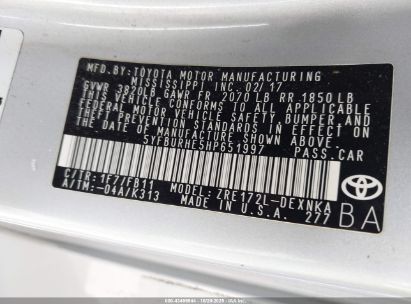 MFD.BY:TOYOTA MOTOR MANUFACTURING
MISSISSIPPI, INC. 02/17
GVWR 3820LB GAWR FR 2070 LB RR 1850LB
THIS VEHICLE CONFORMS TO ALL APPLICABLE
FEDERAL MOTOR VEHICLE SAFETY BUMPER,AND
THEFT PREVENTION STANDARDS IN EFFECT ON
THE DATE OF MANUFACTURE SHOWN ABOVE.
5YFBURHE5HP651997
PASS.CAR
C/TR:1F7/FB11
MODEL:ZRE172L-DEXNKA
A/TM:-04A/K313
MADE IN U.S.A.
277
BA
TOYOTA